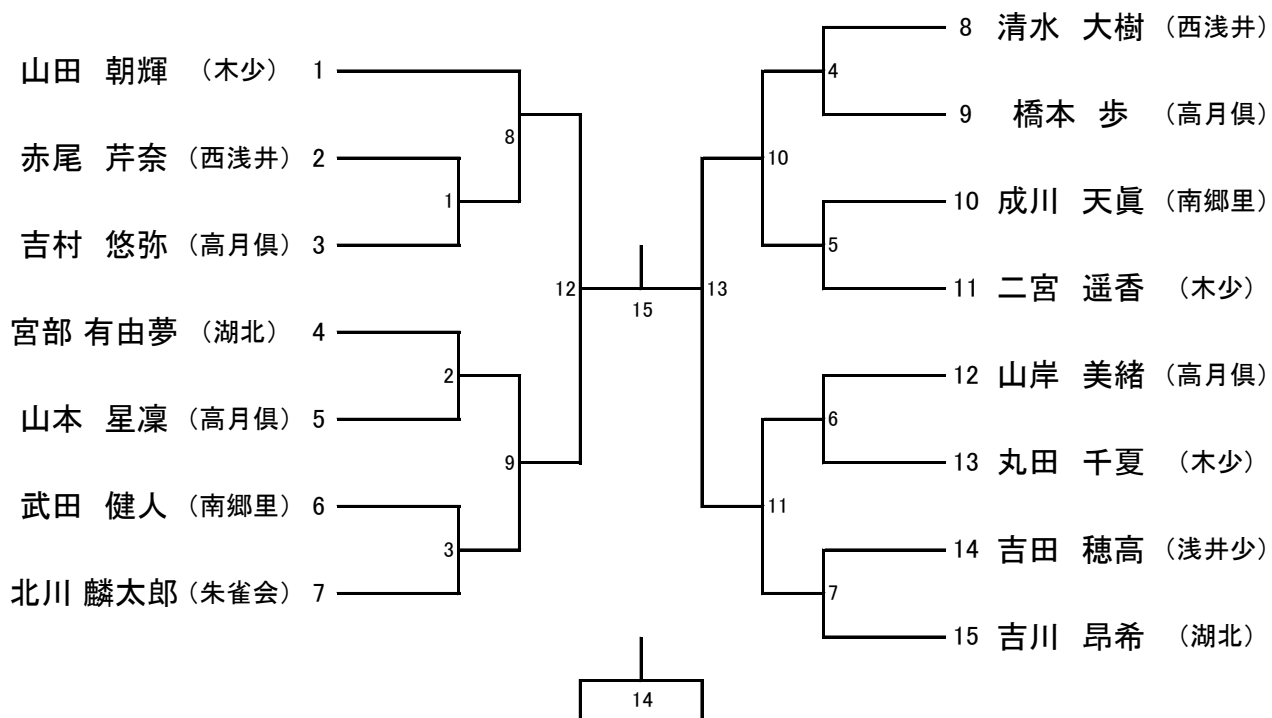 山田 朝輝 （木少） 1
赤尾 芹奈 （西浅井） 2
吉村 悠弥 （高月倶） 3
宮部 有由夢 （湖北） 4
山本 星凜 （高月倶） 5
武田 健人 （南郷里） 6
北川 麟太郎 （朱雀会） 7
8
1
2
9
3
12
15
13
10
4
5
11
6
7
14
8 清水 大樹 （西浅井）
9 橋本 歩 （高月倶）
10 成川 天眞 （南郷里）
11 二宮 遥香 （木少）
12 山岸 美緒 （高月倶）
13 丸田 千夏 （木少）
14 吉田 穂高 （浅井少）
15 吉川 昂希 （湖北）